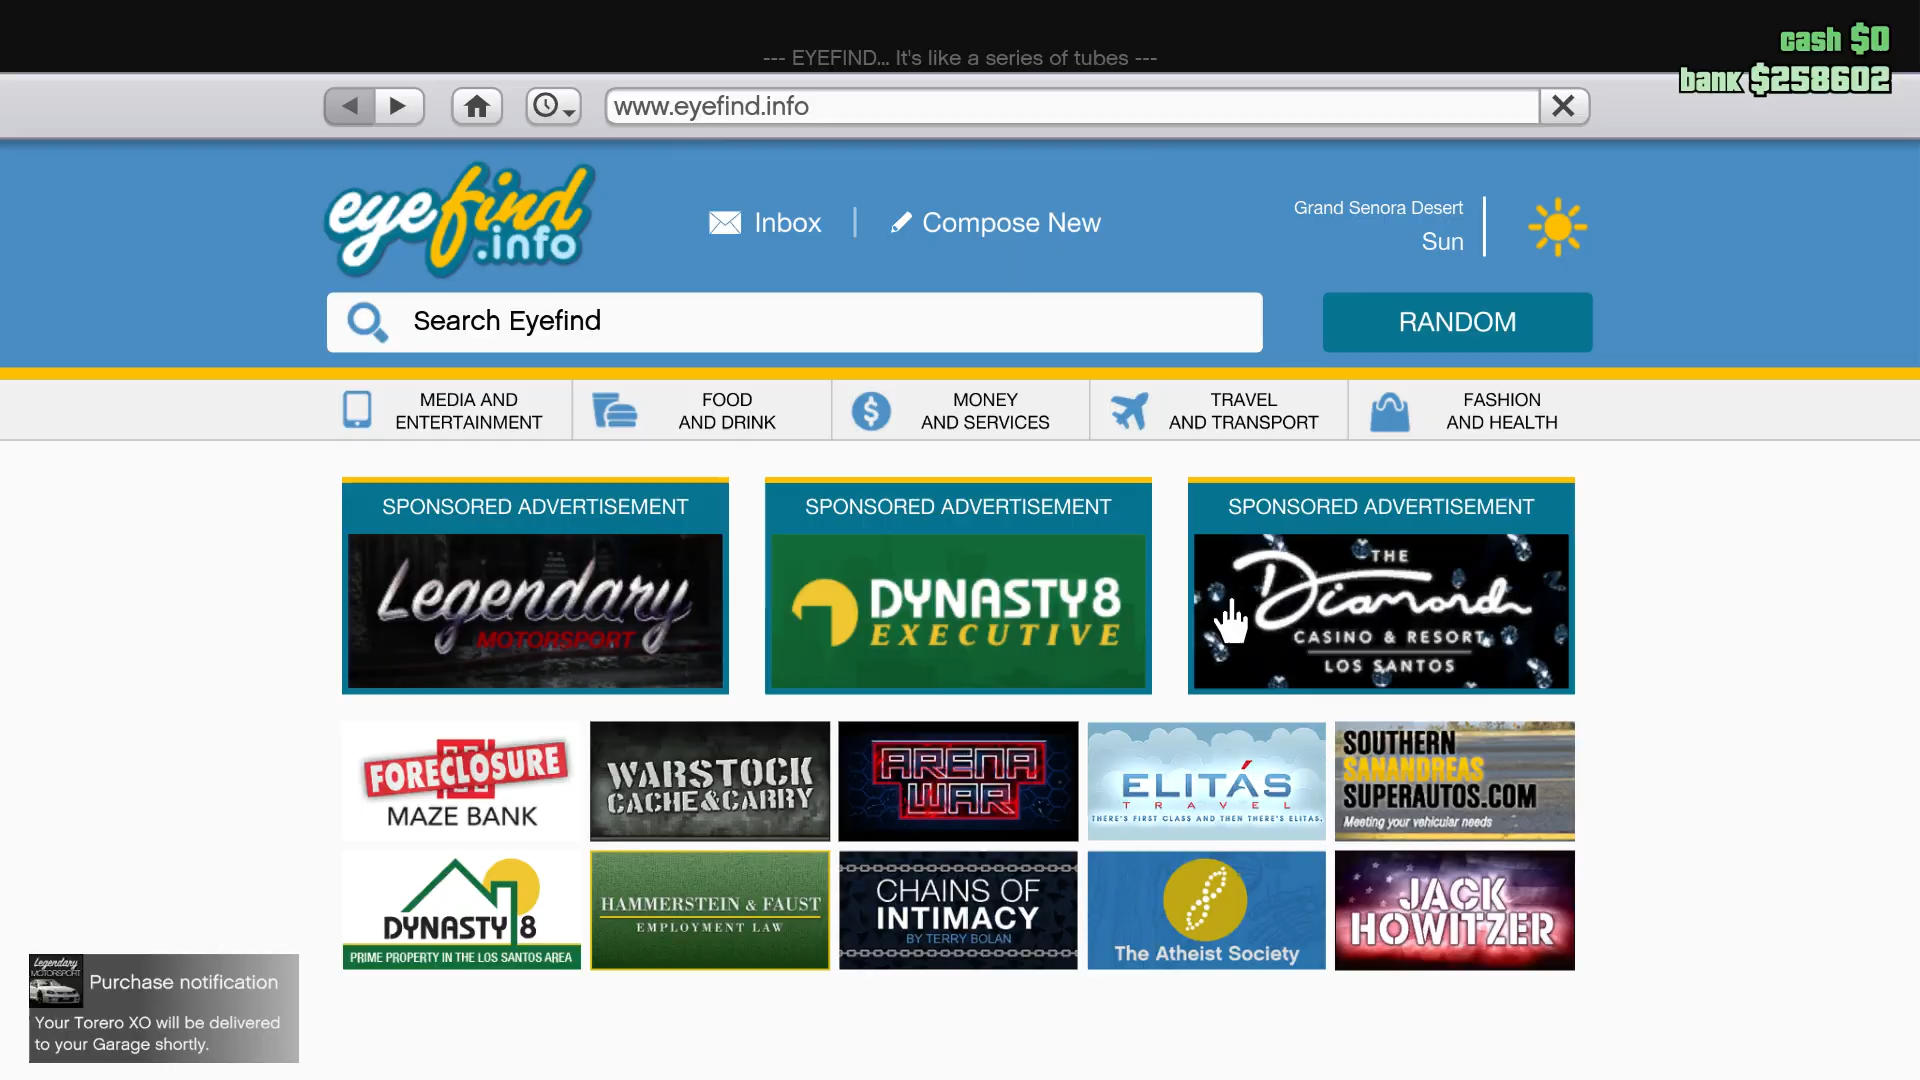 --- EYEFIND... It's like a series of tubes ---
cash $0
bank $258602
www.eyefind.info
eyefind
.info
Inbox
Compose New
Grand Senora Desert
Sun
Search Eyefind
RANDOM
MEDIA AND
ENTERTAINMENT
FOOD
AND DRINK
MONEY
AND SERVICES
TRAVEL
AND TRANSPORT
FASHION
AND HEALTH
SPONSORED ADVERTISEMENT
Legendary
MOTORSPORT
SPONSORED ADVERTISEMENT
DYNASTY8
EXECUTIVE
SPONSORED ADVERTISEMENT
THE
Diamond
CASINO & RESORT
LOS SANTOS
FORECLOSURE
MAZE BANK
WARSTOCK
CACHE&CARRY
ARENA
WAR
ELITÁS
TRAVEL
THERE'S FIRST CLASS AND THEN THERE'S ELITAS.
SOUTHERN
SANANDREAS
SUPERAUTOS.COM
Meeting your vehicular needs
DYNASTY 8
PRIME PROPERTY IN THE LOS SANTOS AREA
HAMMERSTEIN & FAUST
EMPLOYMENT LAW
CHAINS OF
INTIMACY
BY TERRY BOLAN
The Atheist Society
JACK
HOWITZER
Legendary
MOTORSPORT
Purchase notification
Your Torero XO will be delivered
to your Garage shortly.